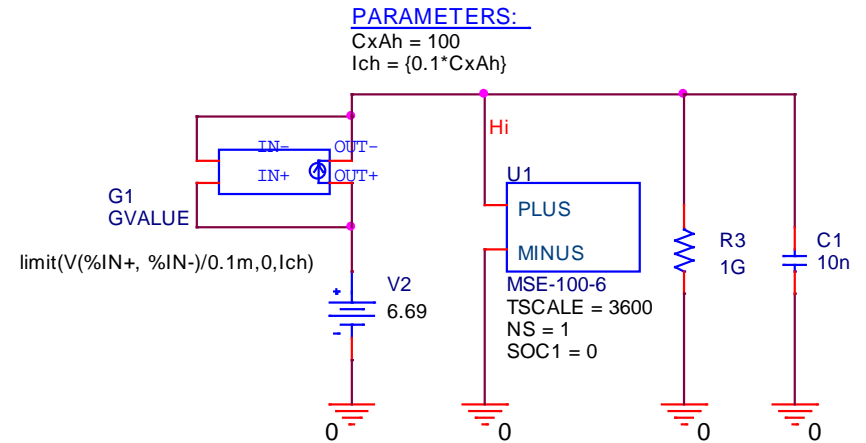 PARAMETERS:
CxAh = 100
Ich = {0.1*CxAh}
Hi
IN- OUT-
IN+ OUT+
G1
GVALUE
limit(V(%IN+, %IN-)/0.1m,0,Ich)
+
V2
6.69
-
U1
PLUS
MINUS
MSE-100-6
TSCALE = 3600
NS = 1
SOC1 = 0
R3
1G
C1
10n
0
0
0
0